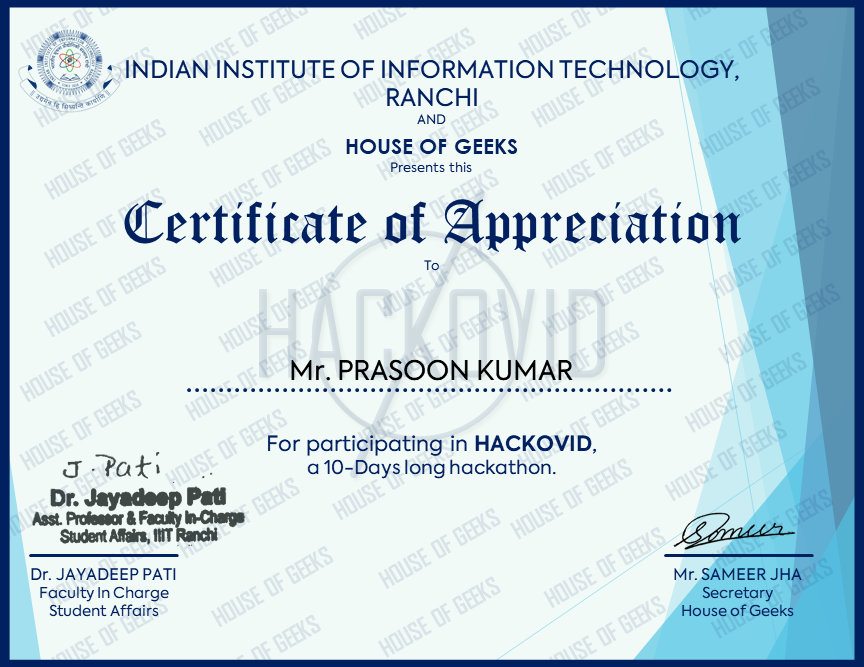 INDIAN INSTITUTE OF INFORMATION TECHNOLOGY,
RANCHI
AND
HOUSE OF GEEKS
Presents this
Certificate of Appreciation
To
HACKOVID
Mr. PRASOON KUMAR
For participating in HACKOVID,
a 10-Days long hackathon.
J. Pati
Dr. Jayadeep Pati
Asst. Professor & Faculty In-Charge
Student Affairs, IIIT Ranchi
Dr. JAYADEEP PATI
Faculty In Charge
Student Affairs
Sameer
Mr. SAMEER JHA
Secretary
House of Geeks
HOUSE OF GEEKS